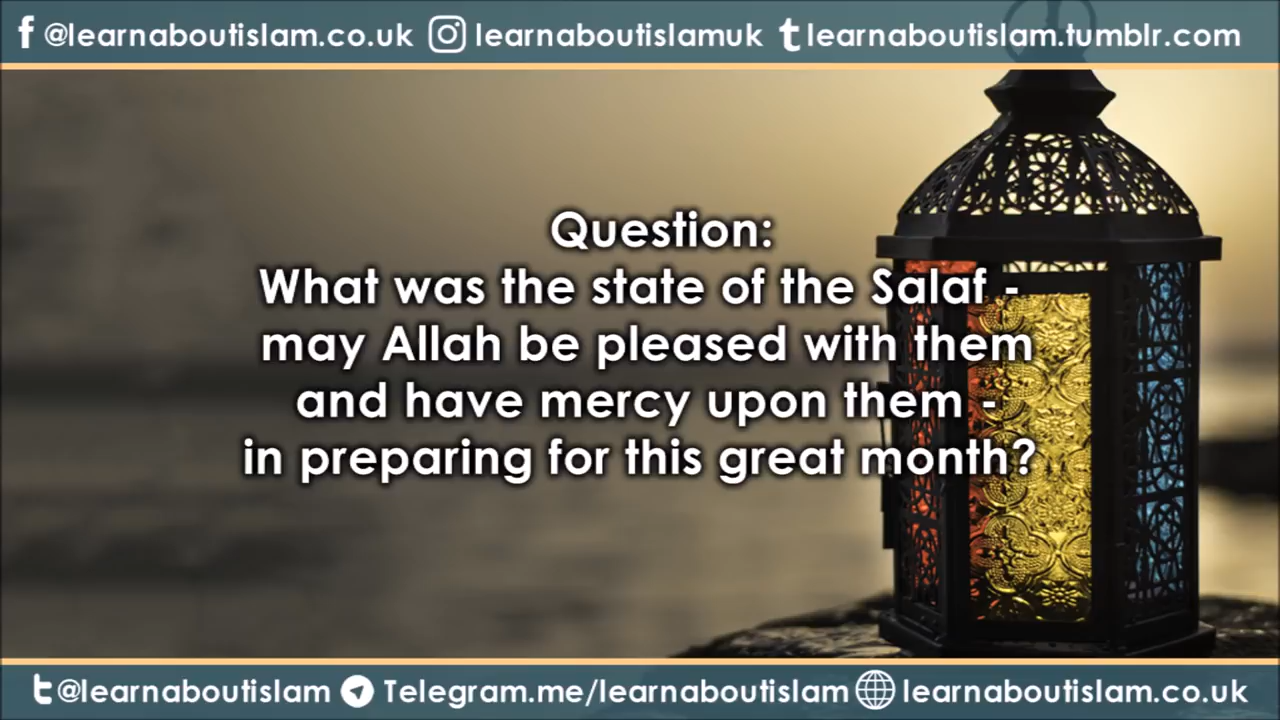 @learnaboutislam.co.uk learnaboutislamuk learnaboutislam.tumblr.com
Question:
What was the state of the Salaf -
may Allah be pleased with them
and have mercy upon them -
in preparing for this great month?
@learnaboutislam Telegram.me/learnaboutislam learnaboutislam.co.uk